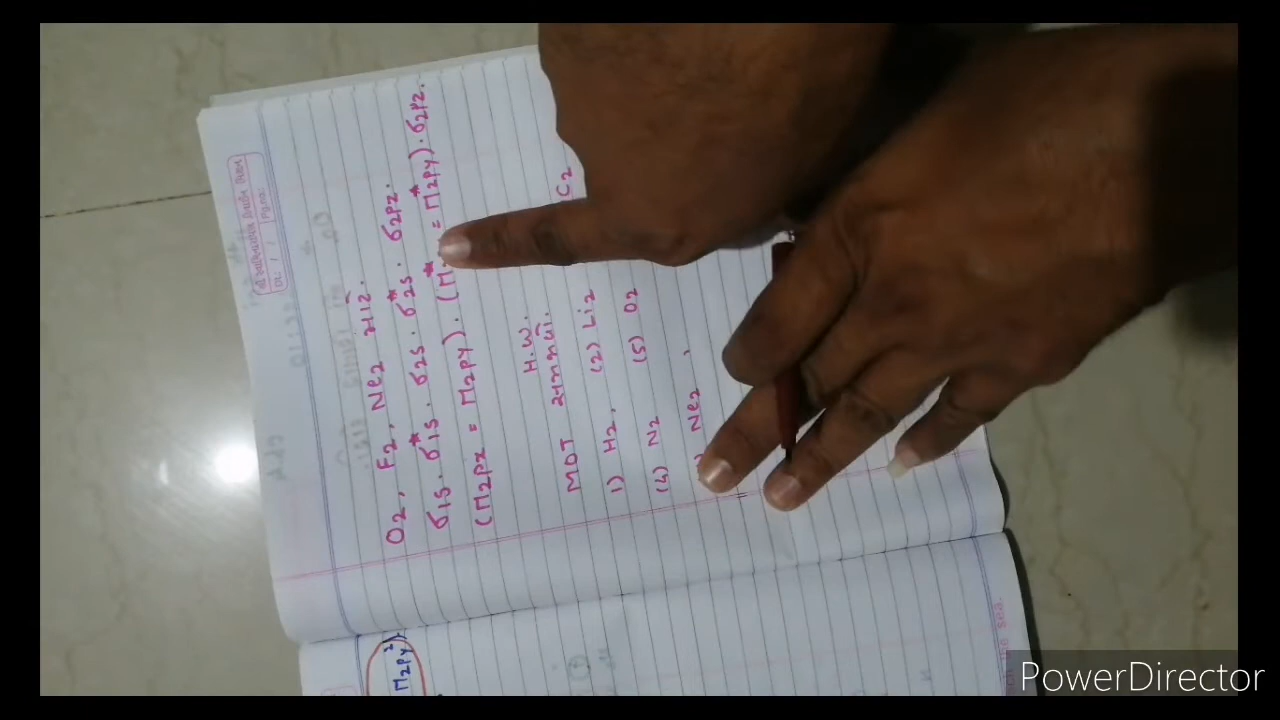 O2, F2, Ne2 માટે.
σ1s. σ*1s. σ2s. σ*2s. σ2pz.
(π2px = π2py). (π* = π*2py). σ*2pz.
H.W.
MOT સમજાવો.
1) H2, (2) Li2 C2
(4) N2 (5) O2
Ne2,
π2py²)
PowerDirector